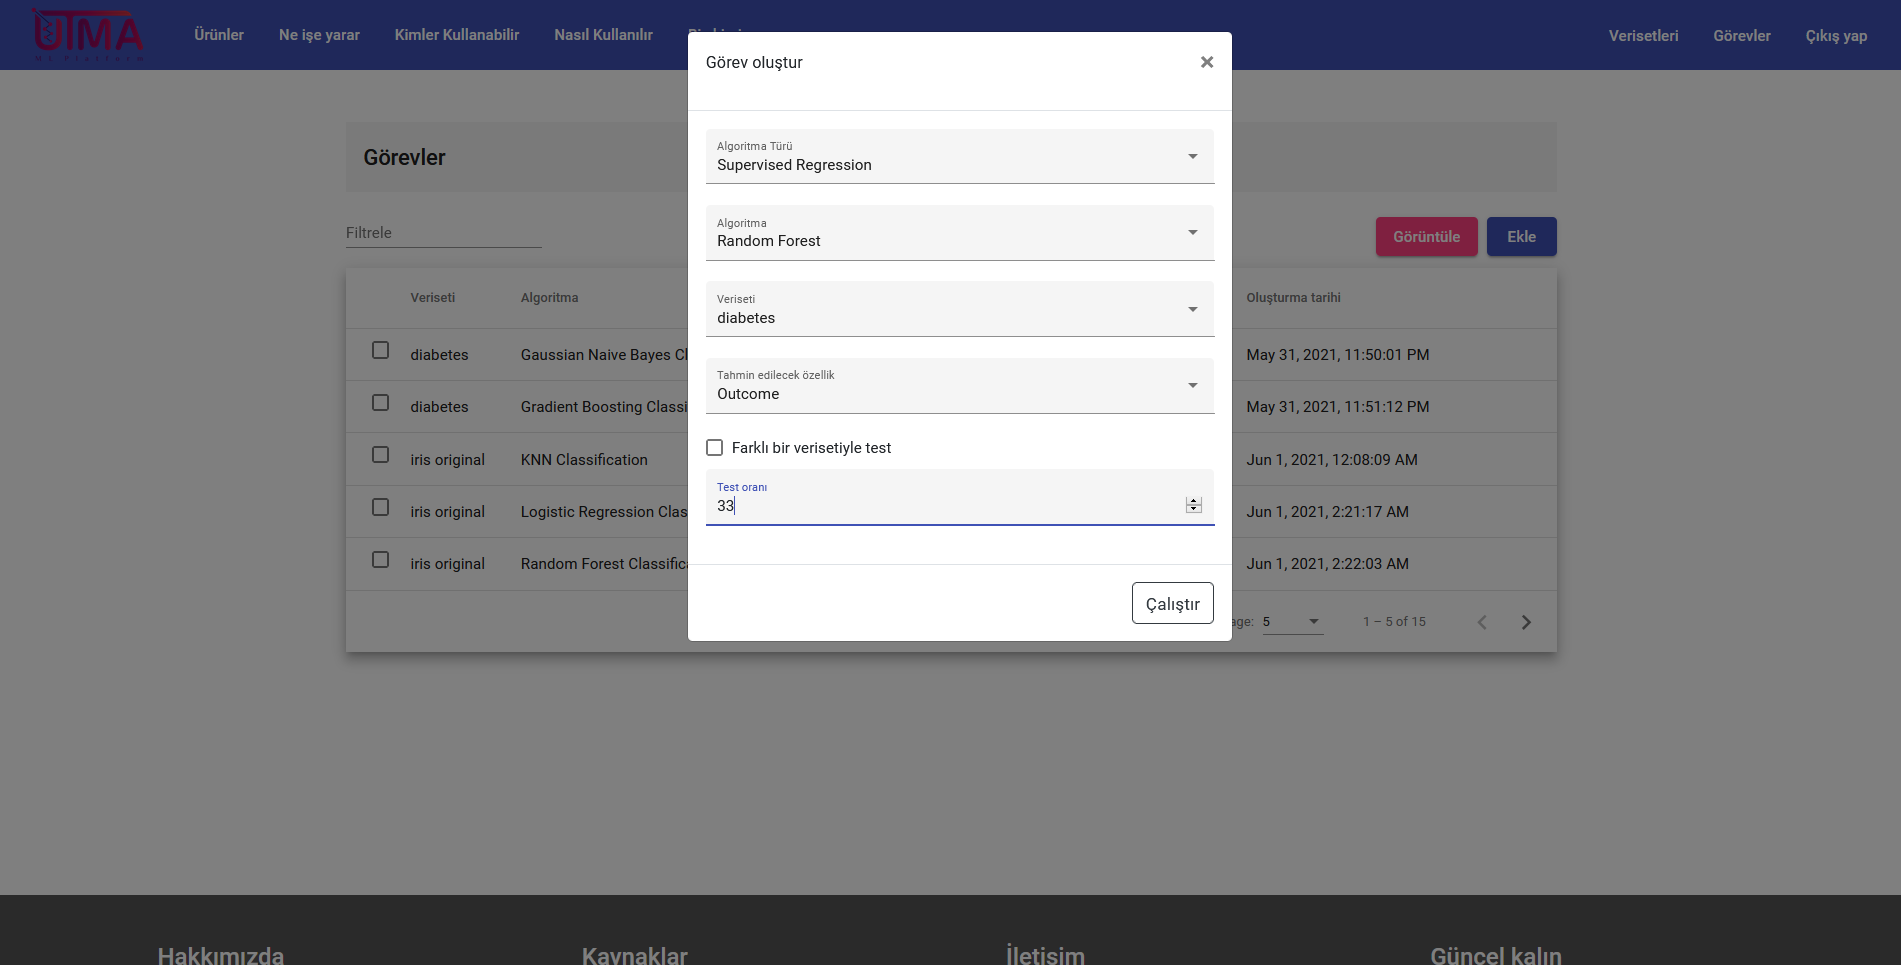 UTMA
ML Platform
Ürünler
Ne işe yarar
Kimler Kullanabilir
Nasıl Kullanılır
Verisetleri
Görevler
Çıkış yap
Görev oluştur
×
Algoritma Türü
Supervised Regression
Algoritma
Random Forest
Veriseti
diabetes
Tahmin edilecek özellik
Outcome
Farklı bir verisetiyle test
Test oranı
33
Çalıştır
Görevler
Filtrele
Görüntüle
Ekle
Veriseti Algoritma Oluşturma tarihi
diabetes Gaussian Naive Bayes Cl May 31, 2021, 11:50:01 PM
diabetes Gradient Boosting Classi May 31, 2021, 11:51:12 PM
iris original KNN Classification Jun 1, 2021, 12:08:09 AM
iris original Logistic Regression Clas Jun 1, 2021, 2:21:17 AM
iris original Random Forest Classific Jun 1, 2021, 2:22:03 AM
age: 5 1 – 5 of 15
Hakkımızda
Kaynaklar
İletişim
Güncel kalın